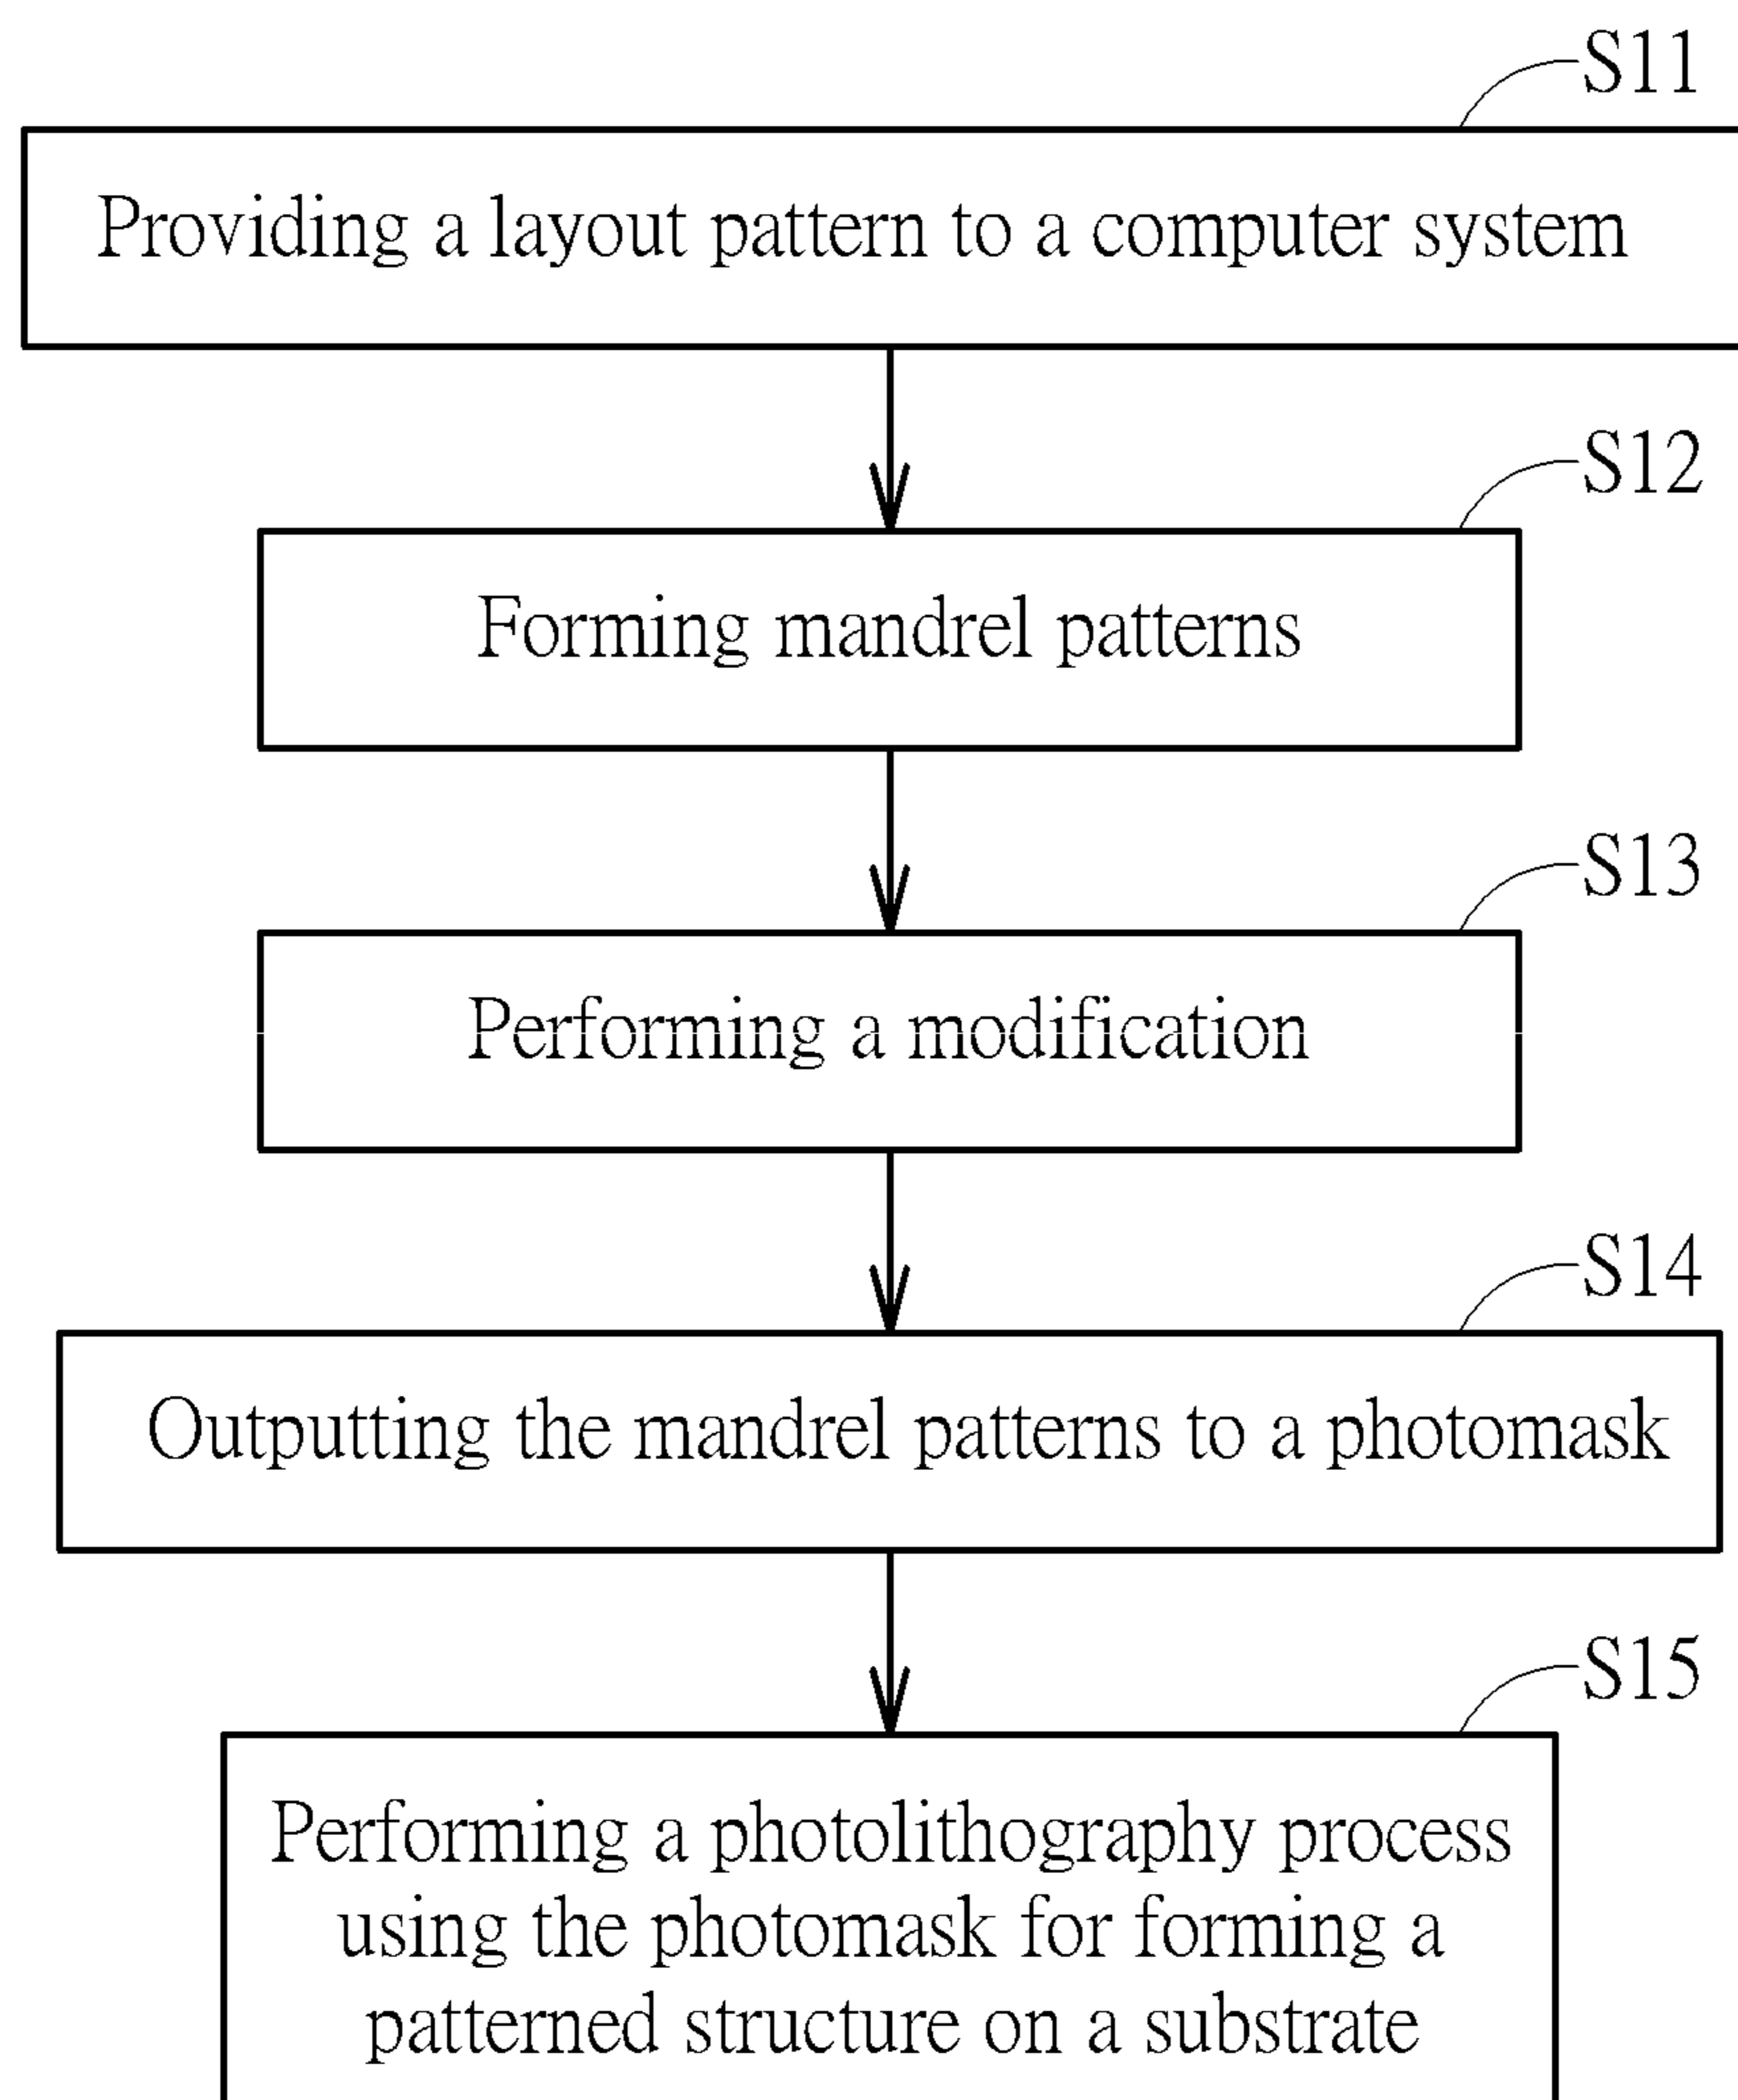 S11
Providing a layout pattern to a computer system
S12
Forming mandrel patterns
S13
Performing a modification
S14
Outputting the mandrel patterns to a photomask
S15
Performing a photolithography process
using the photomask for forming a
patterned structure on a substrate